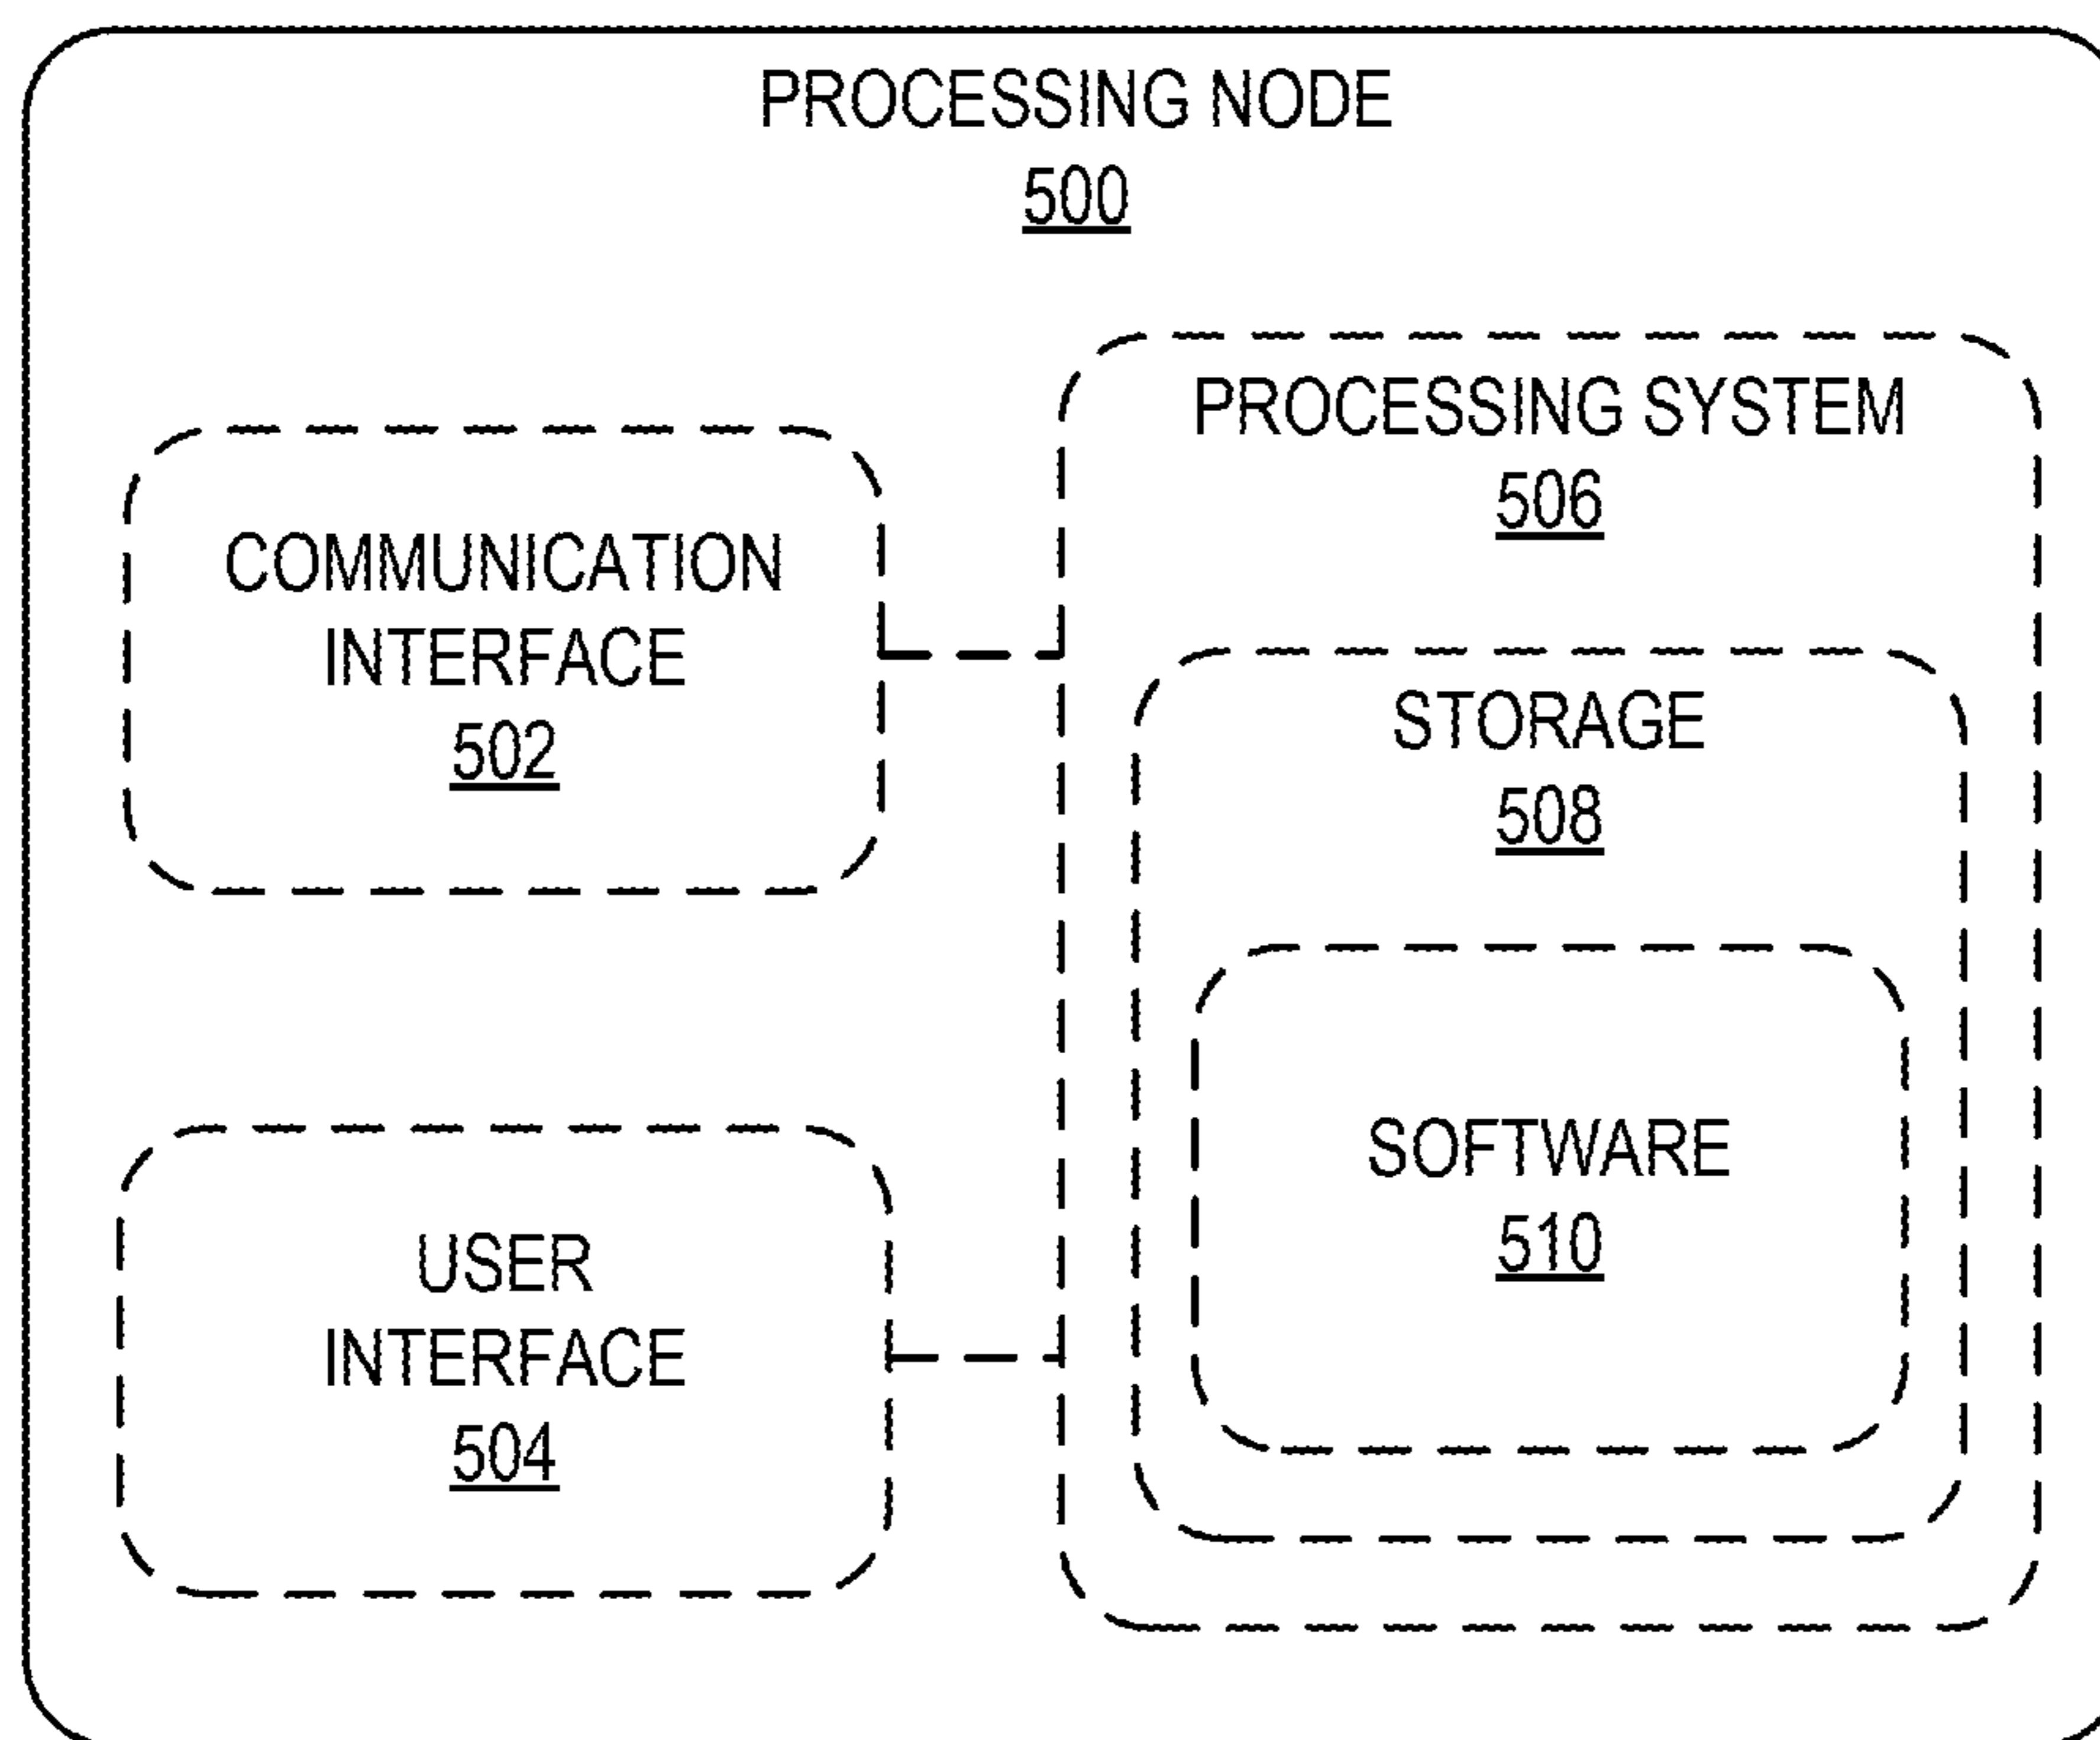 PROCESSING NODE
500
COMMUNICATION
INTERFACE
502
USER
INTERFACE
504
PROCESSING SYSTEM
506
STORAGE
508
SOFTWARE
510